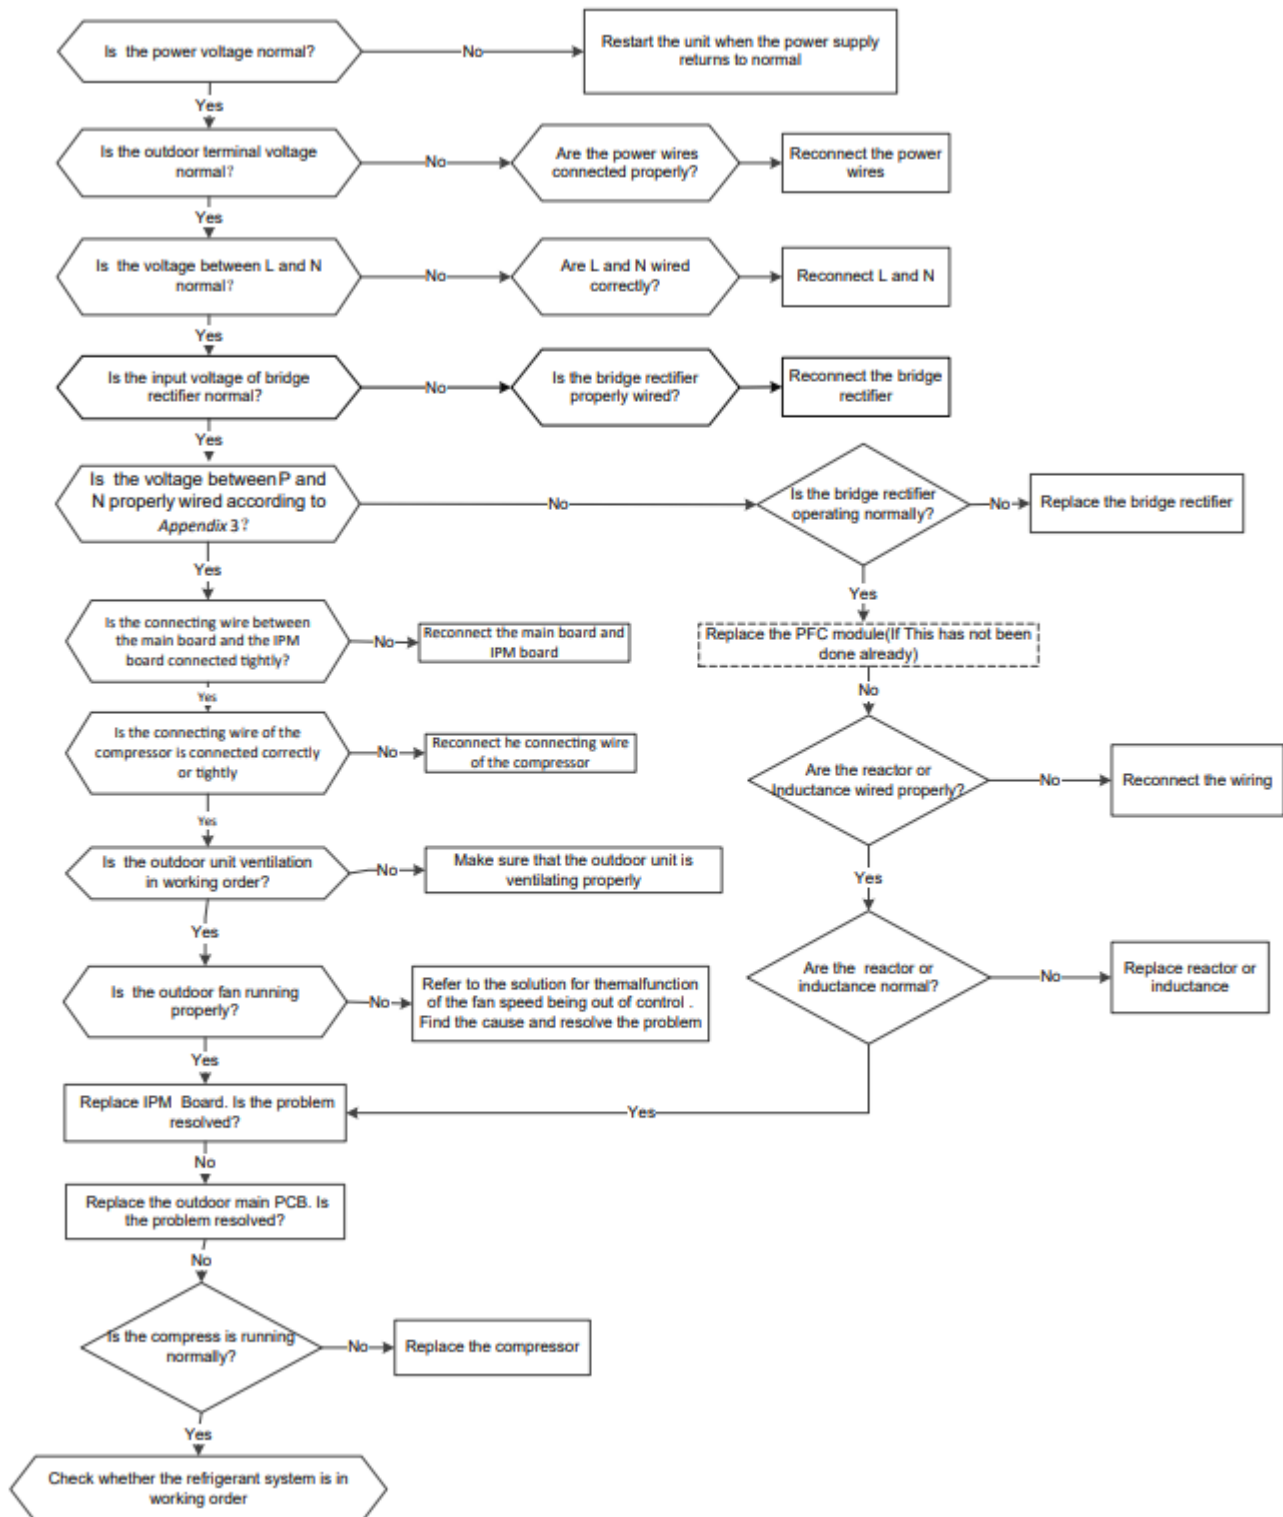 Is the power voltage normal?
No
Restart the unit when the power supply
returns to normal
Yes
Is the outdoor terminal voltage
normal?
No
Are the power wires
connected properly?
Reconnect the power
wires
Yes
Is the voltage between L and N
normal?
No
Are L and N wired
correctly?
Reconnect L and N
Yes
Is the input voltage of bridge
rectifier normal?
No
Is the bridge rectifier
properly wired?
Reconnect the bridge
rectifier
Yes
Is the voltage between P and
N properly wired according to
Appendix 3?
No
Is the bridge rectifier
operating normally?
No
Replace the bridge rectifier
Yes
Yes
Is the connecting wire between
the main board and the IPM
board connected tightly?
No
Reconnect the main board and
IPM board
Replace the PFC module(If This has not been
done already)
No
Yes
Is the connecting wire of the
compressor is connected correctly
or tightly
No
Reconnect he connecting wire
of the compressor
Are the reactor or
Inductance wired properly?
No
Reconnect the wiring
Yes
Is the outdoor unit ventilation
in working order?
No
Make sure that the outdoor unit is
ventilating properly
Yes
Yes
Is the outdoor fan running
properly?
No
Refer to the solution for themalfunction
of the fan speed being out of control .
Find the cause and resolve the problem
Are the reactor or
inductance normal?
No
Replace reactor or
inductance
Yes
Replace IPM Board. Is the problem
resolved?
Yes
No
Replace the outdoor main PCB. Is
the problem resolved?
No
Is the compress is running
normally?
No
Replace the compressor
Yes
Check whether the refrigerant system is in
working order